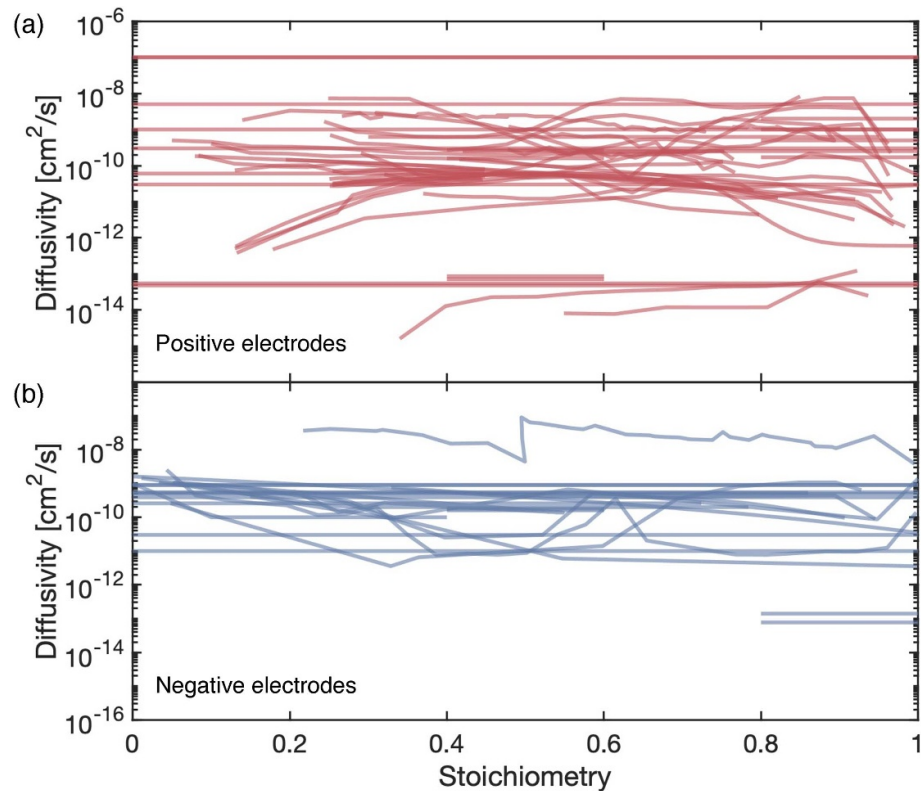 (a)
10^-6
10^-8
10^-10
10^-12
10^-14
Diffusivity [cm^2/s]
Positive electrodes
(b)
10^-8
10^-10
10^-12
10^-14
10^-16
Diffusivity [cm^2/s]
Negative electrodes
0 0.2 0.4 0.6 0.8 1
Stoichiometry